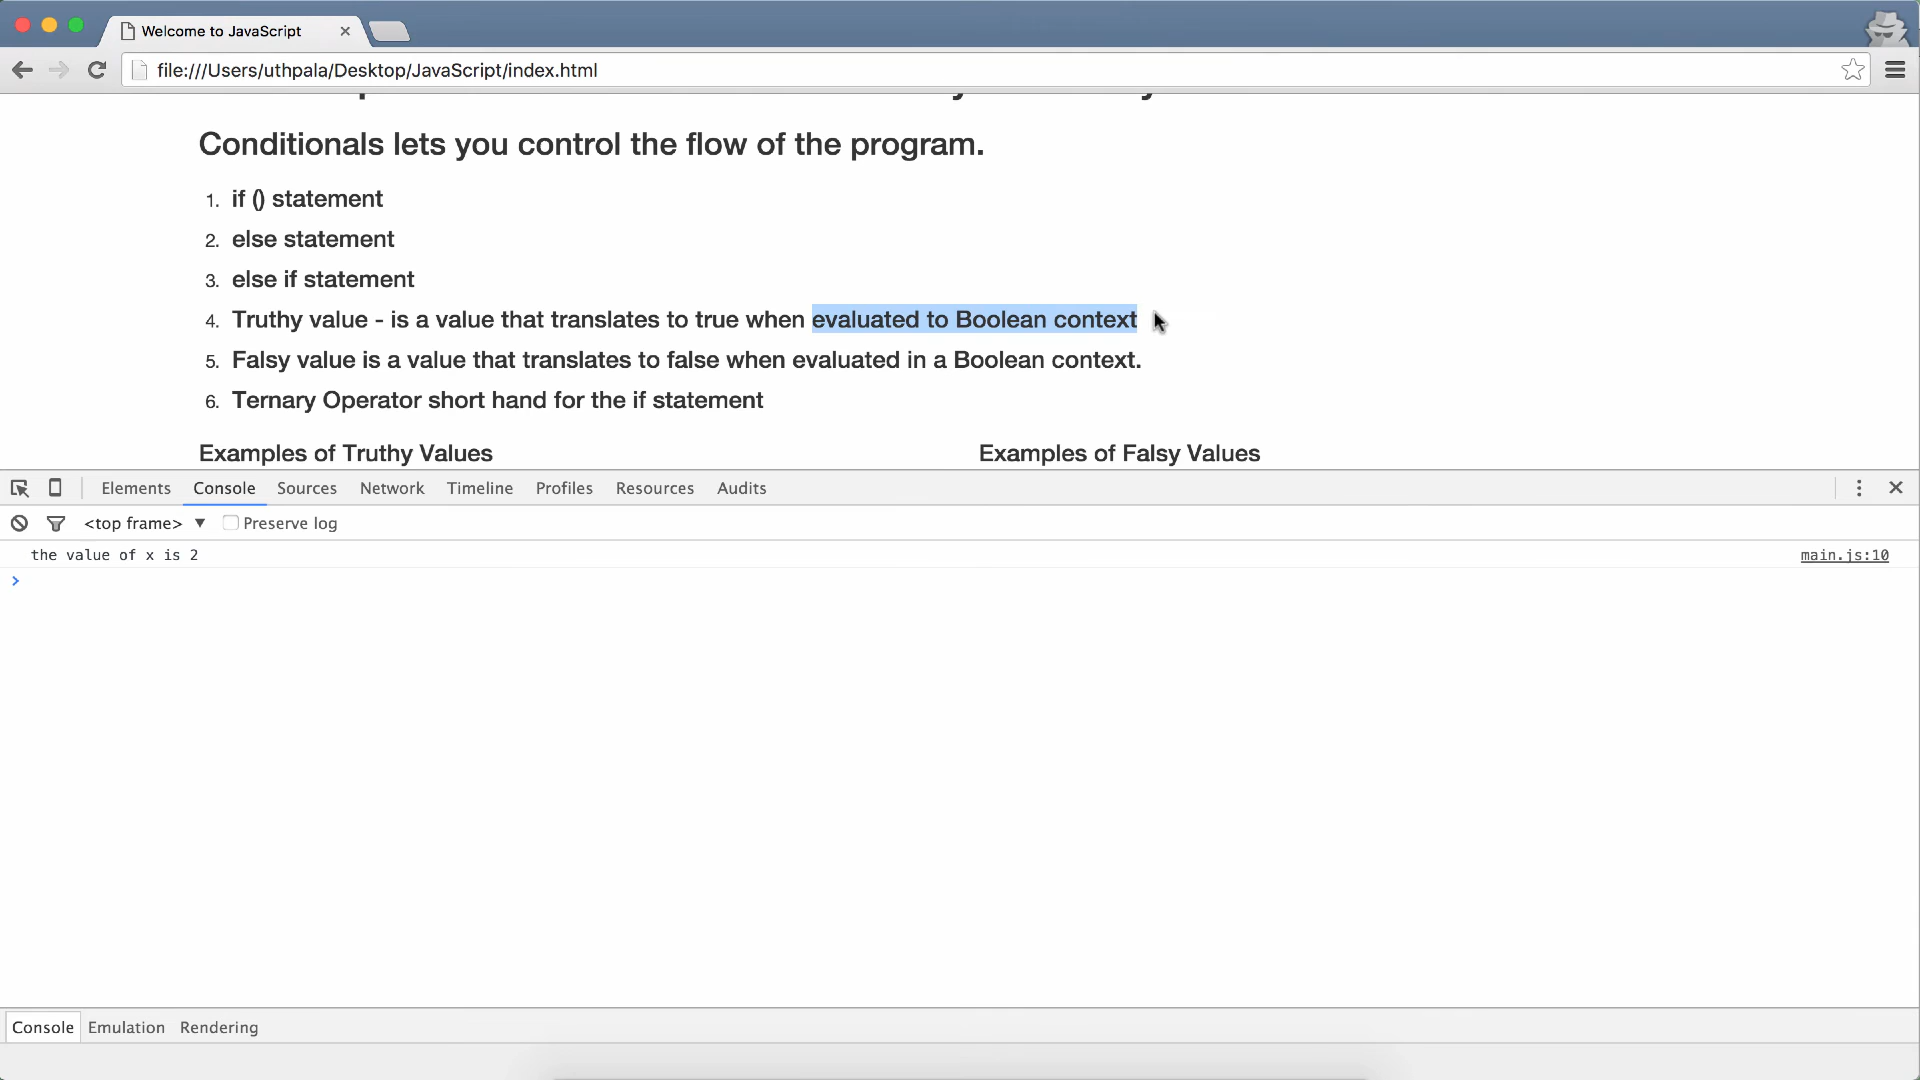 Welcome to JavaScript
file:///Users/uthpala/Desktop/JavaScript/index.html
Conditionals lets you control the flow of the program.
1. if () statement
2. else statement
3. else if statement
4. Truthy value - is a value that translates to true when evaluated to Boolean context
5. Falsy value is a value that translates to false when evaluated in a Boolean context.
6. Ternary Operator short hand for the if statement
Examples of Truthy Values Examples of Falsy Values
Elements Console Sources Network Timeline Profiles Resources Audits
<top frame> Preserve log
the value of x is 2 main.js:10
>
Console Emulation Rendering